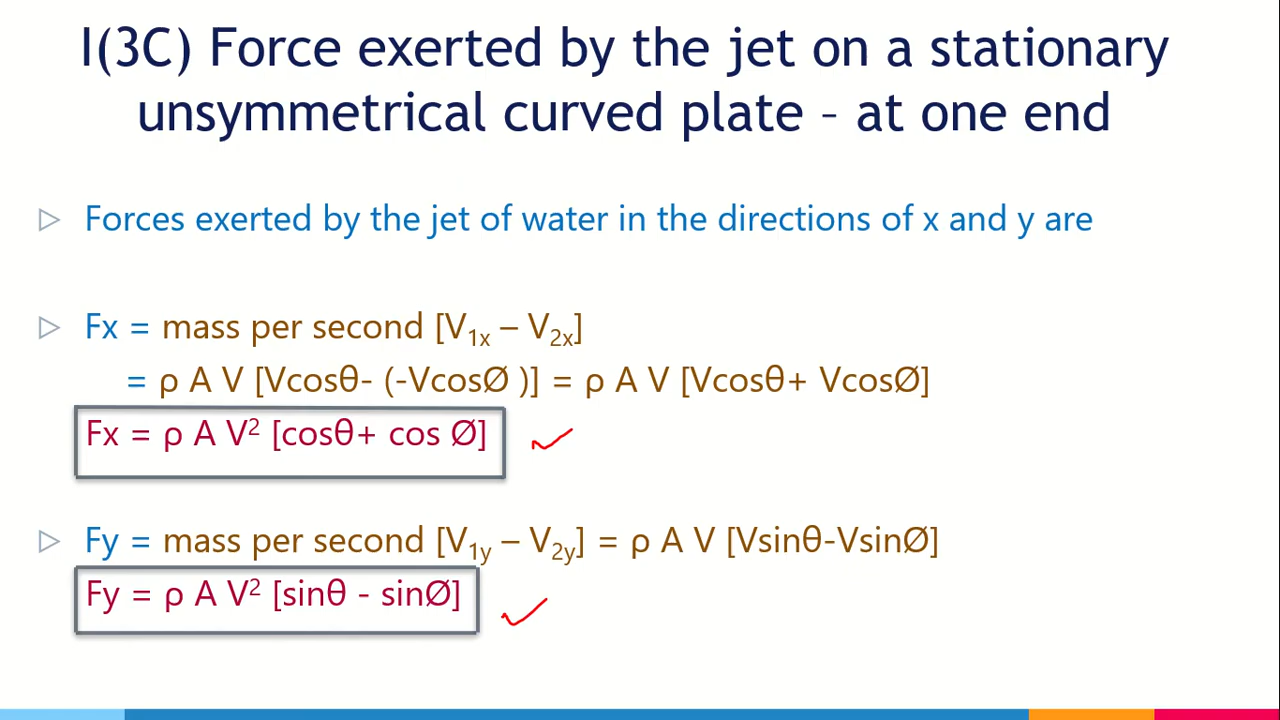 I(3C) Force exerted by the jet on a stationary
unsymmetrical curved plate – at one end
Forces exerted by the jet of water in the directions of x and y are
Fx = mass per second [V₁ₓ – V₂ₓ]
= ρ A V [Vcosθ- (-VcosØ )] = ρ A V [Vcosθ+ VcosØ]
Fx = ρ A V² [cosθ+ cos Ø]
Fy = mass per second [V1y – V2y] = ρ A V [Vsinθ-VsinØ]
Fy = ρ A V² [sinθ - sinØ]